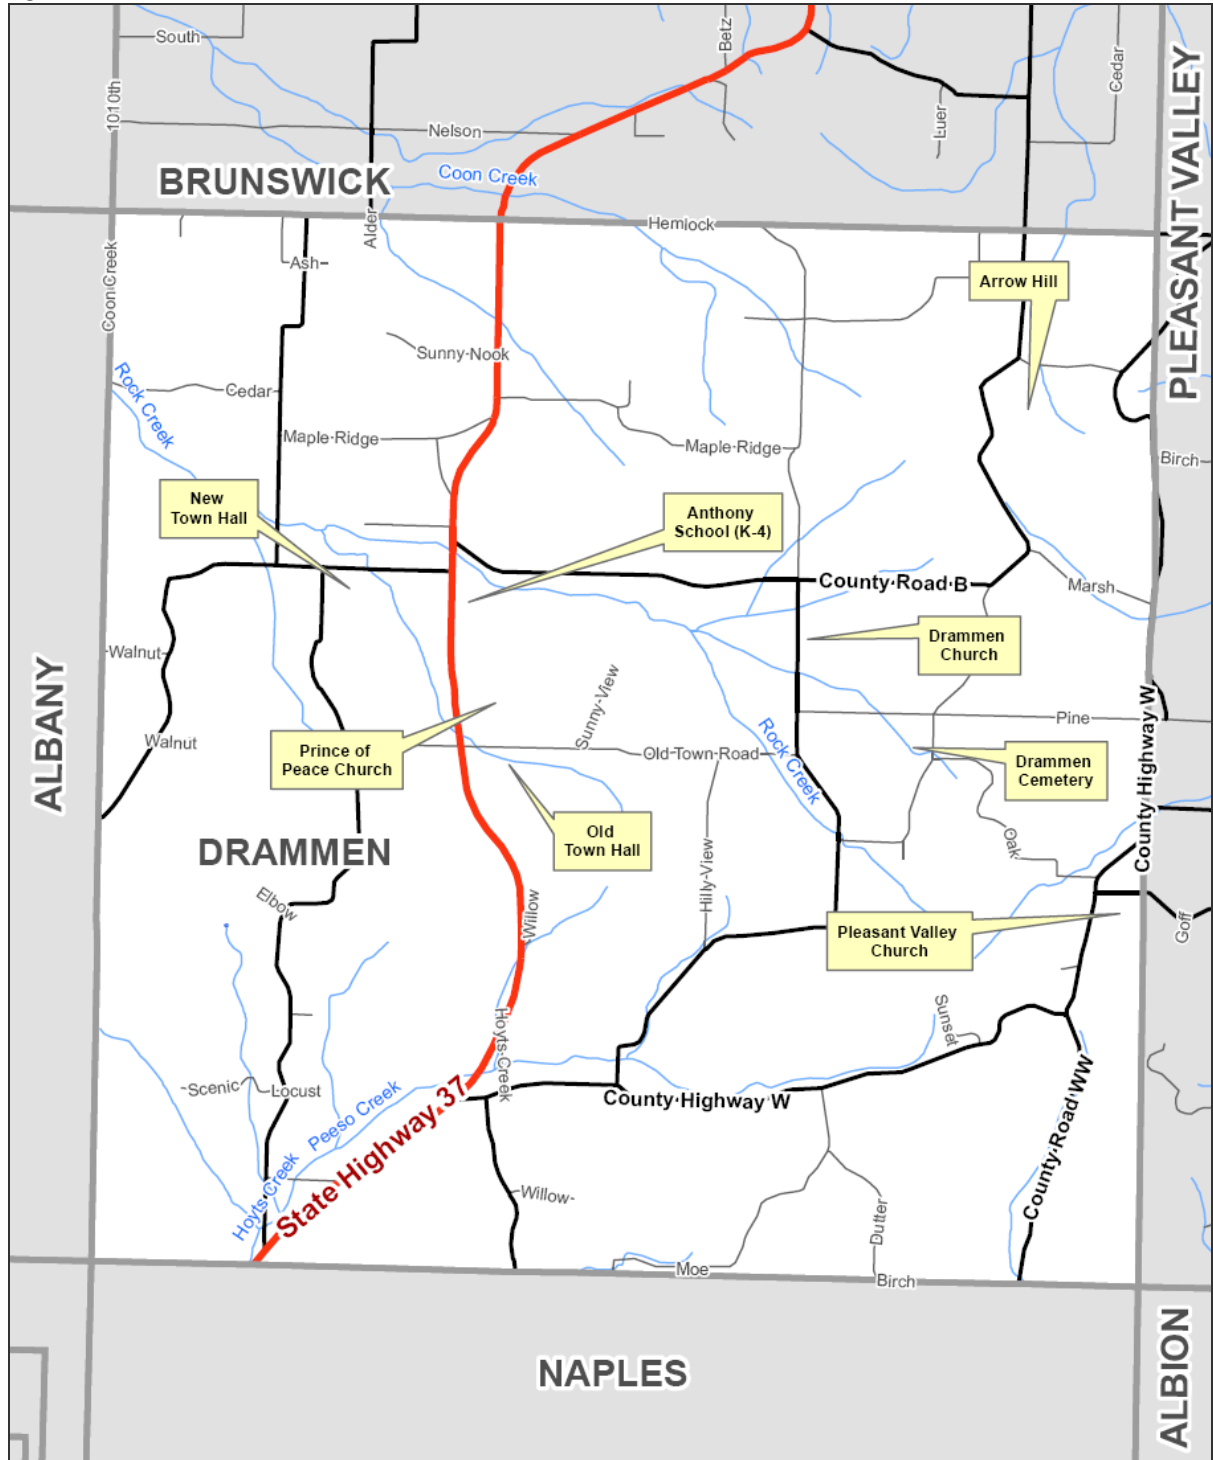 South
Betz
Cedar
1010th
Nelson
Luer
PLEASANT VALLEY
BRUNSWICK
Coon Creek
Alder
Hemlock
Ash
Coon Creek
Arrow Hill
Sunny Nook
Rock Creek
Cedar
Maple Ridge
Maple Ridge
Birch
New
Town Hall
Anthony
School (K-4)
County Road B
Marsh
Drammen
Church
Walnut
ALBANY
Sunny View
County Highway W
Pine
Walnut
Prince of
Peace Church
Old Town Road
Rock Creek
Drammen
Cemetery
Old
Town Hall
DRAMMEN
Oak
Hilly View
Elbow
Willow
Pleasant Valley
Church
Goff
Sunset
Hoyts Creek
Scenic
Locust
Peeso Creek
State Highway 37
County Highway W
County Road WW
Hoyts Creek
Willow
Dutter
Moe
Birch
NAPLES
ALBION